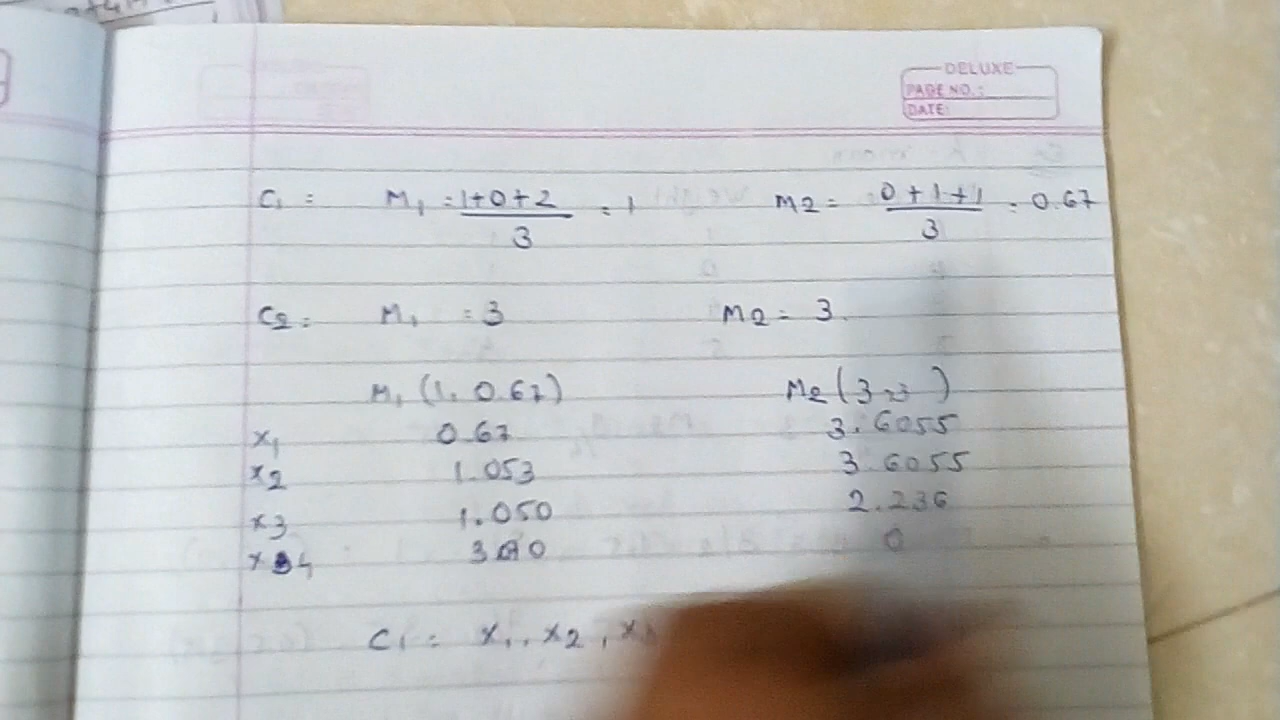 DELUXE
PAGE NO.:
DATE:
C1 = M1 = 1+0+2 / 3 = 1 M2 = 0+1+1 / 3 = 0.67
C2 = M1 = 3 M2 = 3.
M1 (1, 0.67) M2 (3,3)
x1 0.67 3.6055
x2 1.053 3.6055
x3 1.050 2.236
x4 0
C1 = x1, x2,